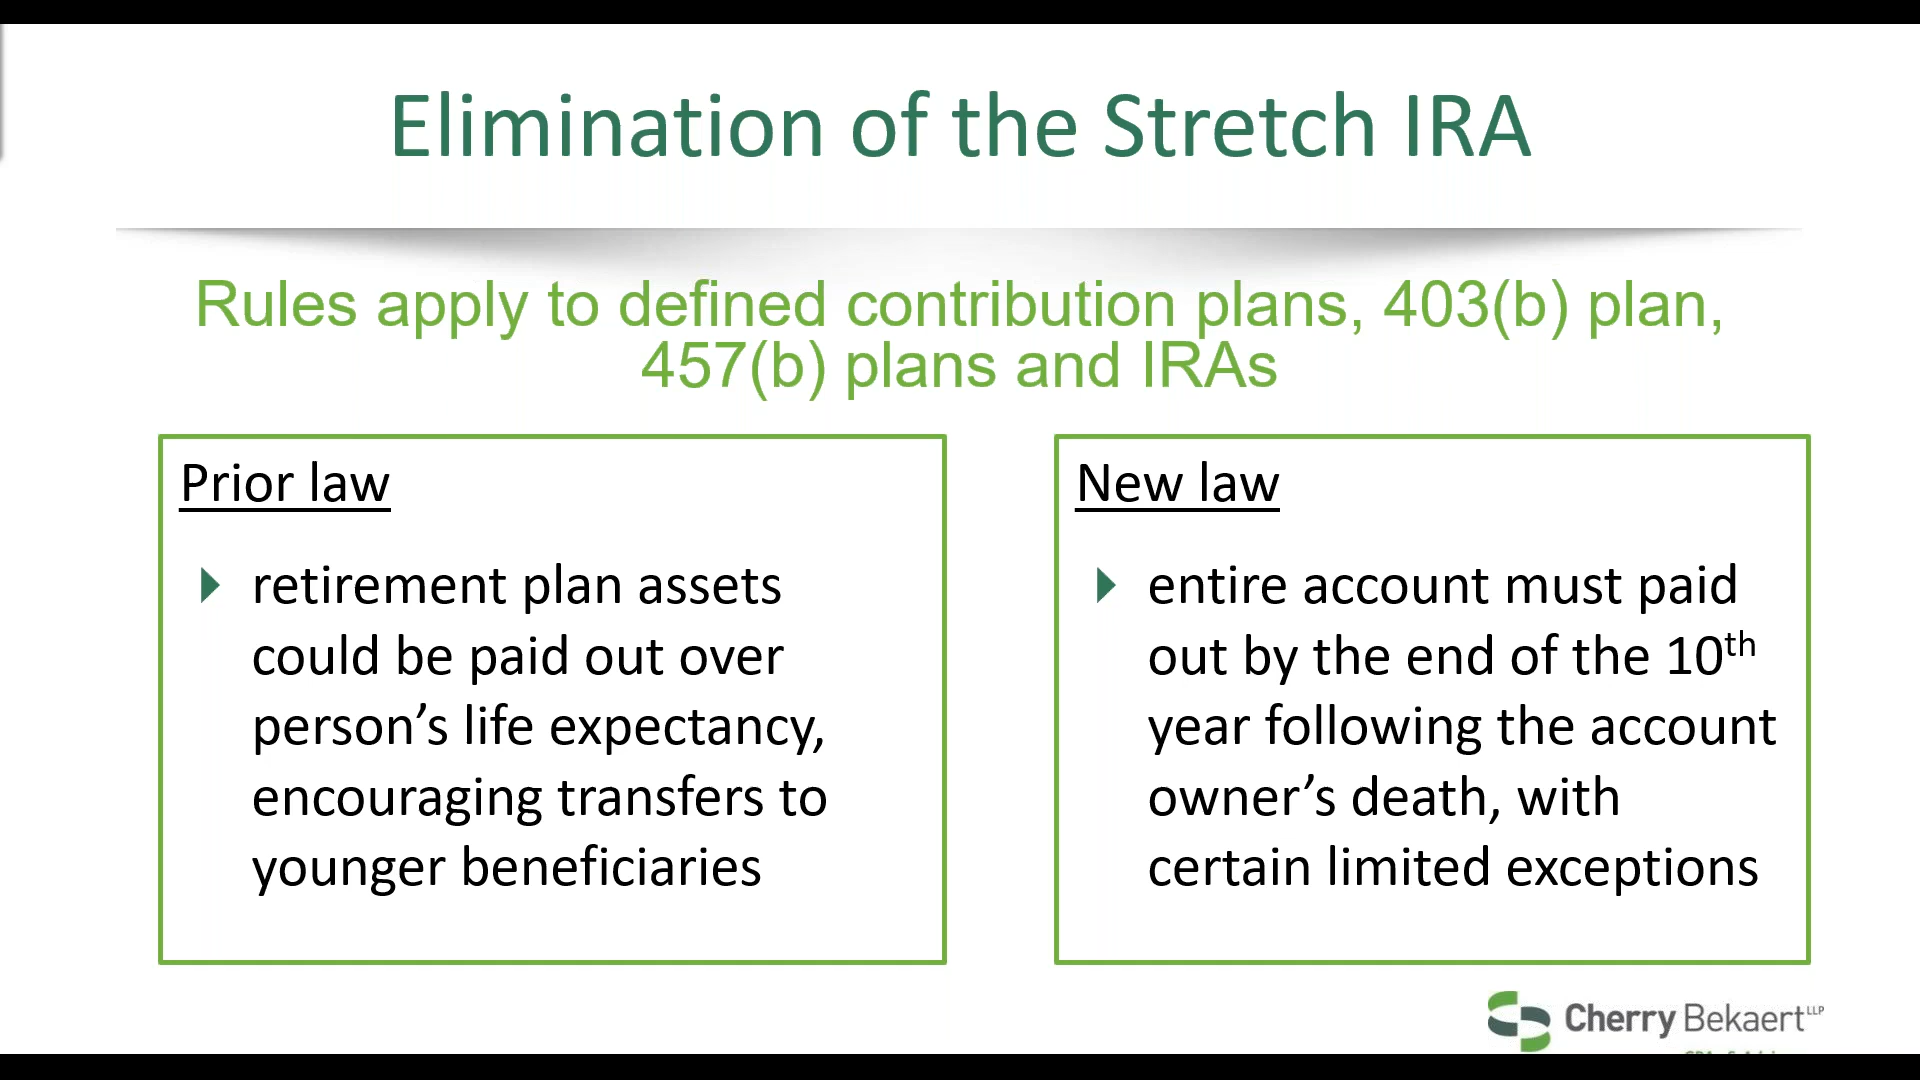 Elimination of the Stretch IRA
Rules apply to defined contribution plans, 403(b) plan,
457(b) plans and IRAs
Prior law
retirement plan assets
could be paid out over
person’s life expectancy,
encouraging transfers to
younger beneficiaries
New law
entire account must paid
out by the end of the 10th
year following the account
owner’s death, with
certain limited exceptions
Cherry Bekaert LLP